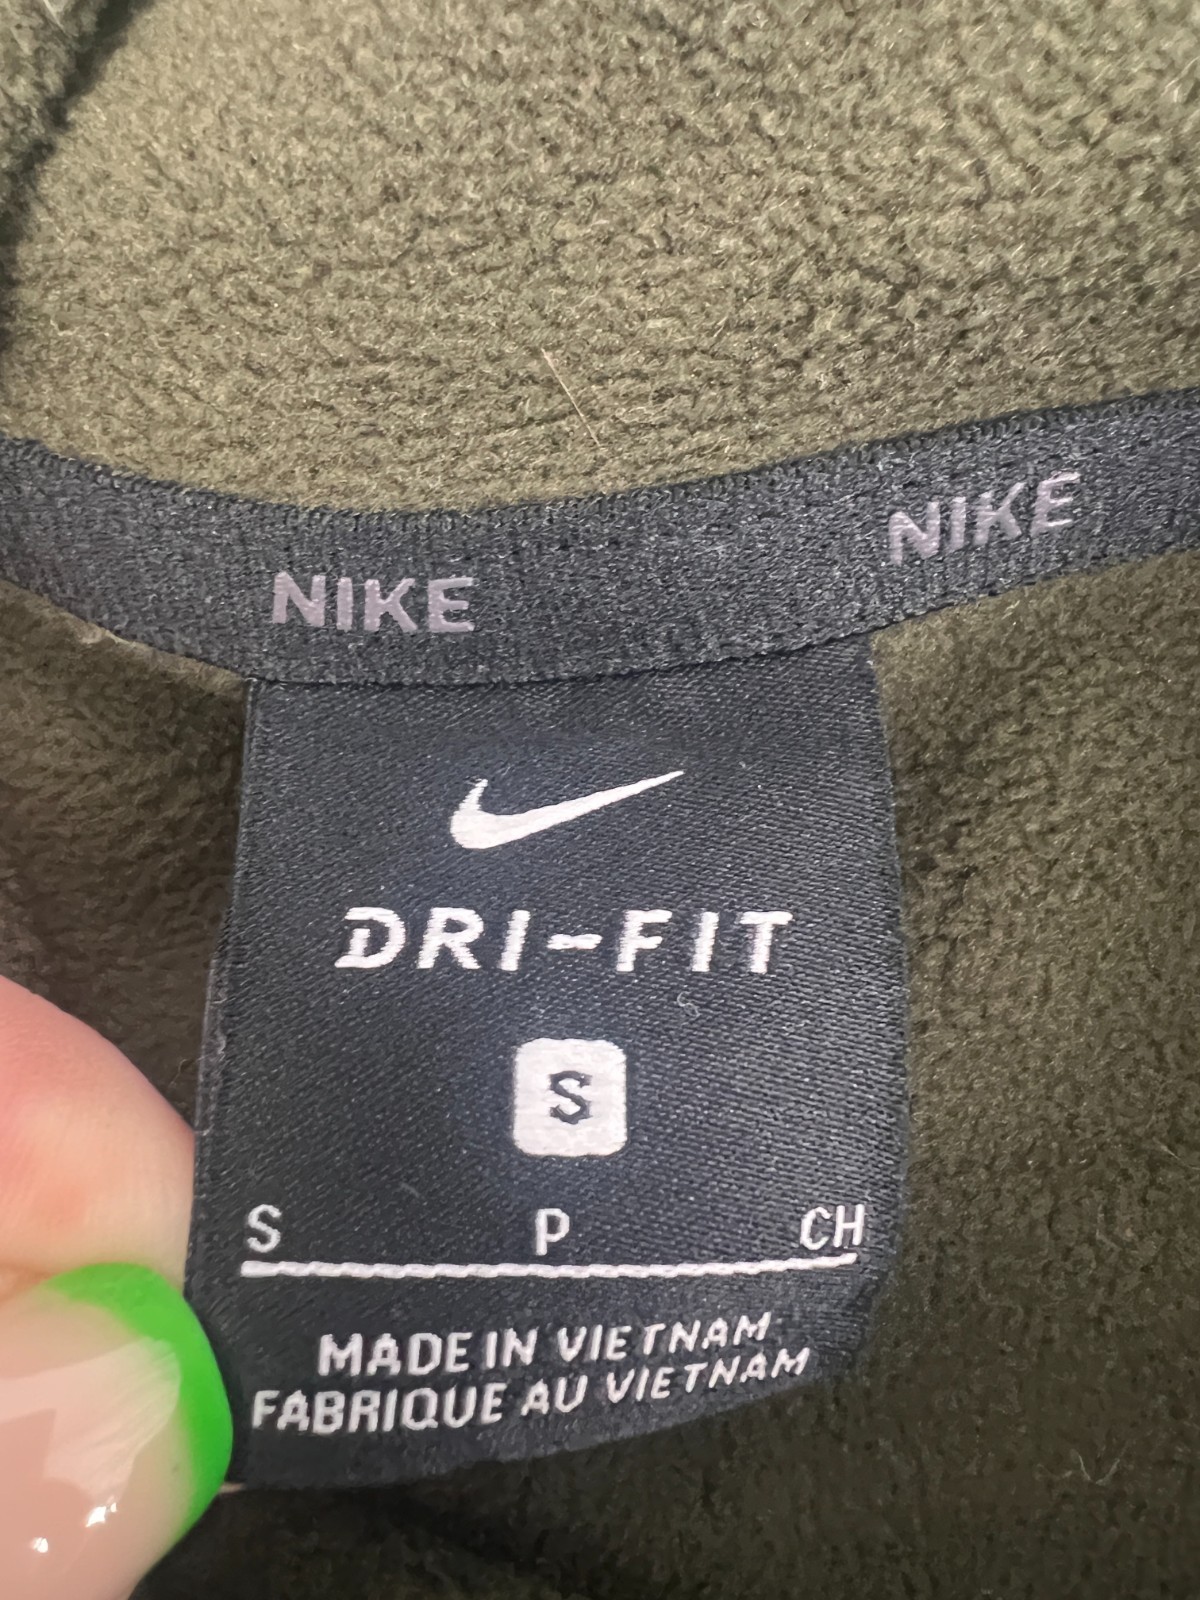 NIKE NIKE
DRI-FIT
S
S P CH
MADE IN VIETNAM
FABRIQUE AU VIETNAM